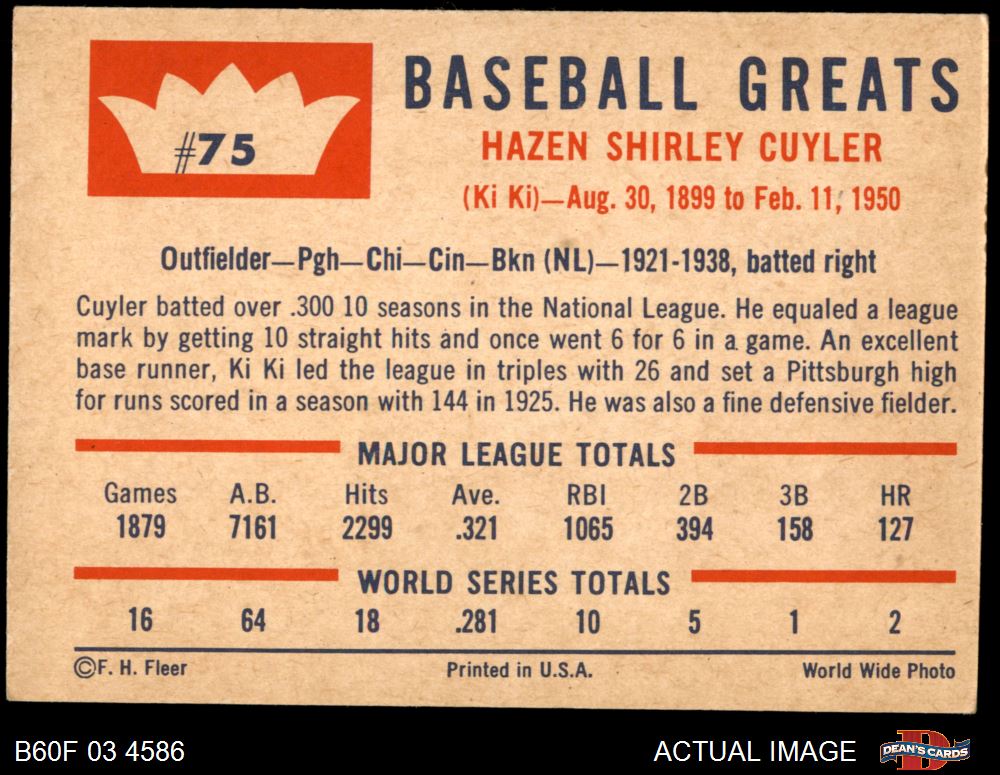 #75
BASEBALL GREATS
HAZEN SHIRLEY CUYLER
(Ki Ki)—Aug. 30, 1899 to Feb. 11, 1950
Outfielder—Pgh—Chi—Cin—Bkn (NL)—1921-1938, batted right
Cuyler batted over .300 10 seasons in the National League. He equaled a league
mark by getting 10 straight hits and once went 6 for 6 in a game. An excellent
base runner, Ki Ki led the league in triples with 26 and set a Pittsburgh high
for runs scored in a season with 144 in 1925. He was also a fine defensive fielder.
MAJOR LEAGUE TOTALS
Games A.B. Hits Ave. RBI 2B 3B HR
1879 7161 2299 .321 1065 394 158 127
WORLD SERIES TOTALS
16 64 18 .281 10 5 1 2
©F. H. Fleer Printed in U.S.A. World Wide Photo
B60F 03 4586 ACTUAL IMAGE DEAN'S CARDS